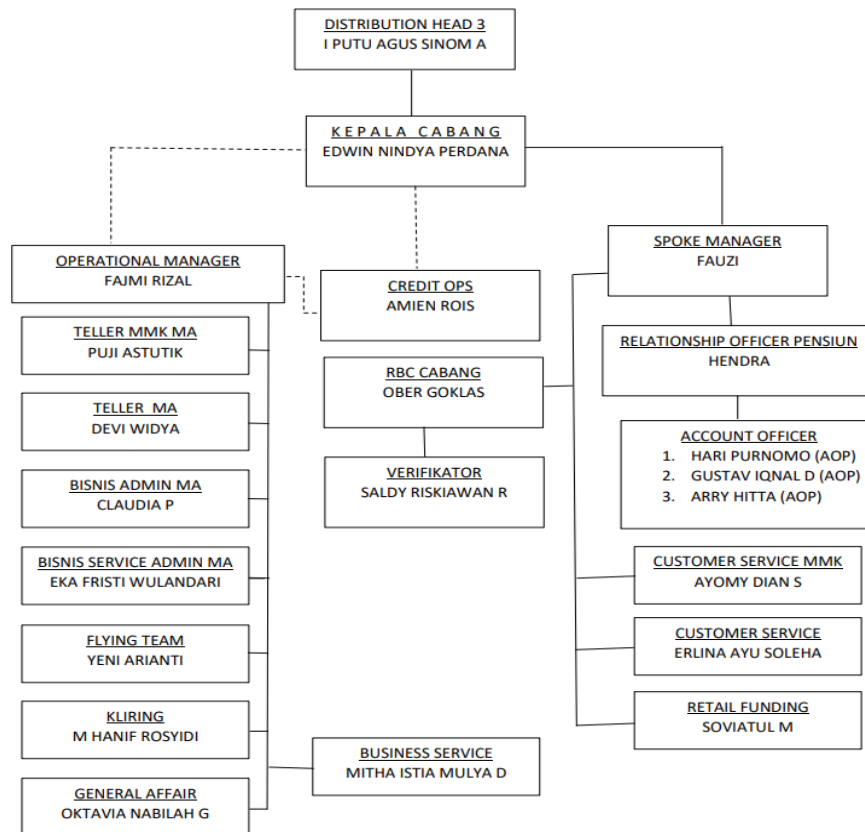 DISTRIBUTION HEAD 3
I PUTU AGUS SINOM A
K E P A L A C A B A N G
EDWIN NINDYA PERDANA
OPERATIONAL MANAGER
FAJMI RIZAL
CREDIT OPS
AMIEN ROIS
SPOKE MANAGER
FAUZI
TELLER MMK MA
PUJI ASTUTIK
TELLER MA
DEVI WIDYA
BISNIS ADMIN MA
CLAUDIA P
BISNIS SERVICE ADMIN MA
EKA FRISTI WULANDARI
FLYING TEAM
YENI ARIANTI
KLIRING
M HANIF ROSYIDI
GENERAL AFFAIR
OKTAVIA NABILAH G
BUSINESS SERVICE
MITHA ISTIA MULYA D
RBC CABANG
OBER GOKLAS
VERIFIKATOR
SALDY RISKIAWAN R
RELATIONSHIP OFFICER PENSIUN
HENDRA
ACCOUNT OFFICER
1. HARI PURNOMO (AOP)
2. GUSTAV IQNAL D (AOP)
3. ARRY HITTA (AOP)
CUSTOMER SERVICE MMK
AYOMY DIAN S
CUSTOMER SERVICE
ERLINA AYU SOLEHA
RETAIL FUNDING
SOVIATUL M